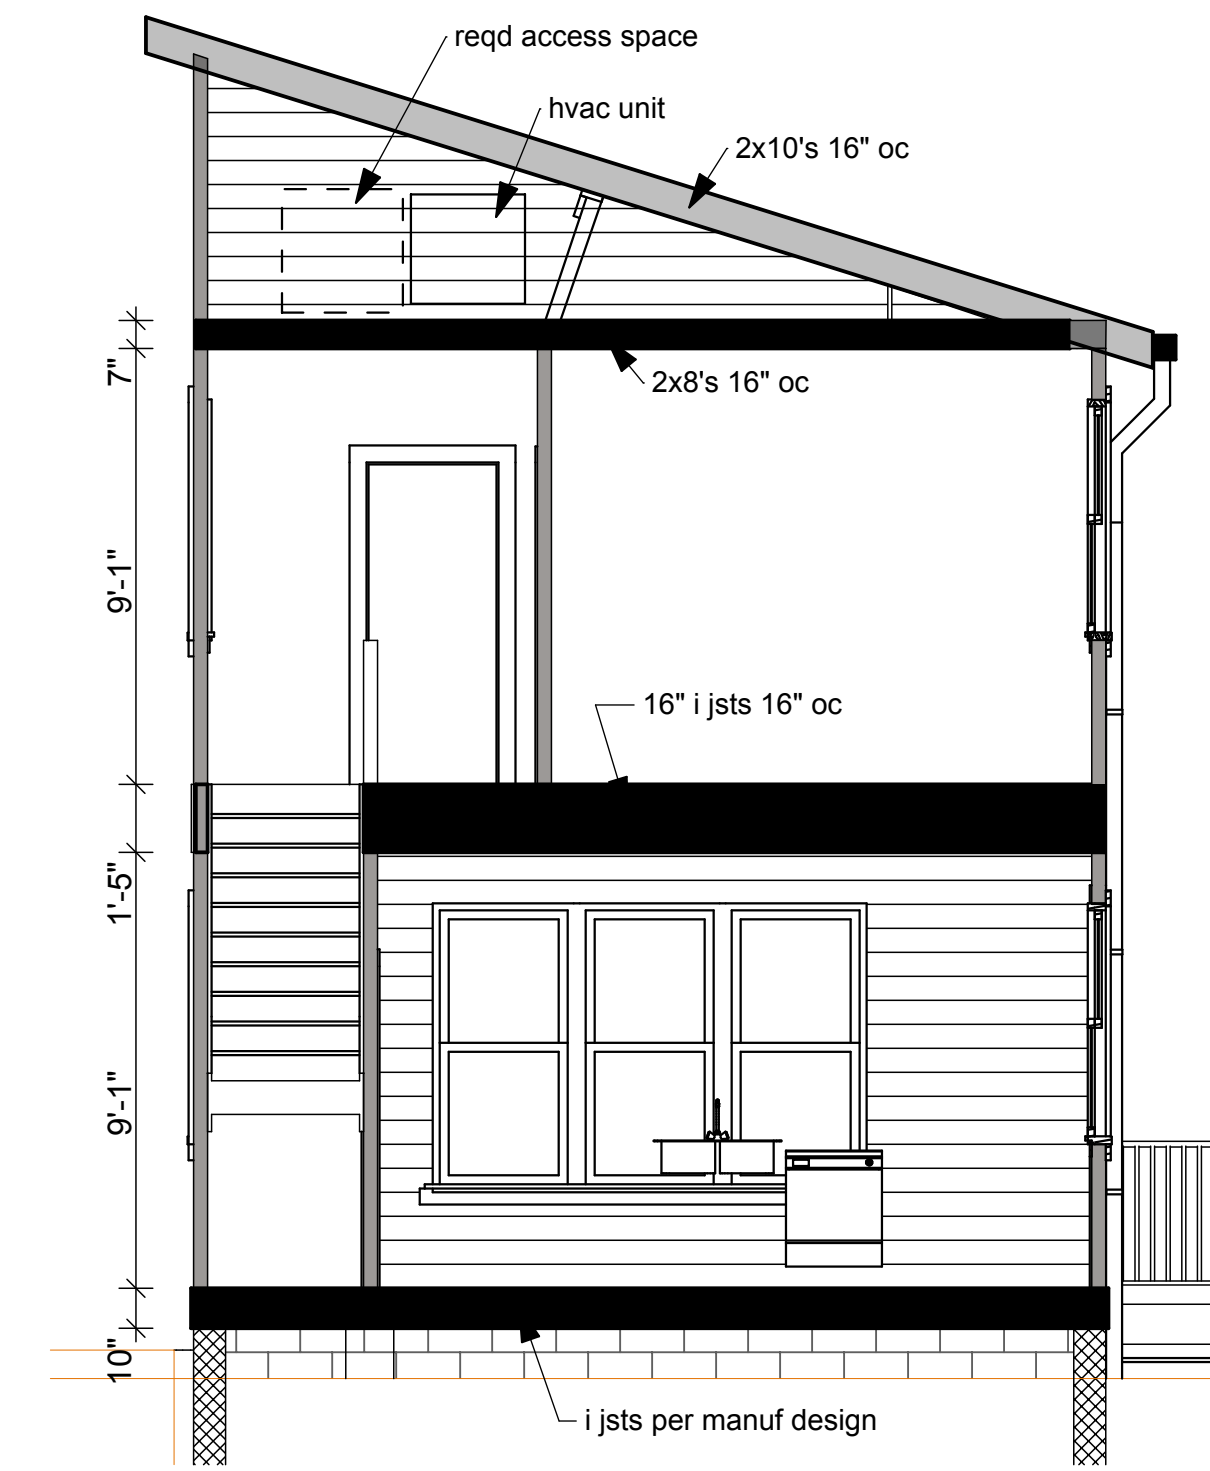 reqd access space
hvac unit
2x10's 16" oc
7"
2x8's 16" oc
9'-1"
16" i jsts 16" oc
1'-5"
9'-1"
10"
i jsts per manuf design